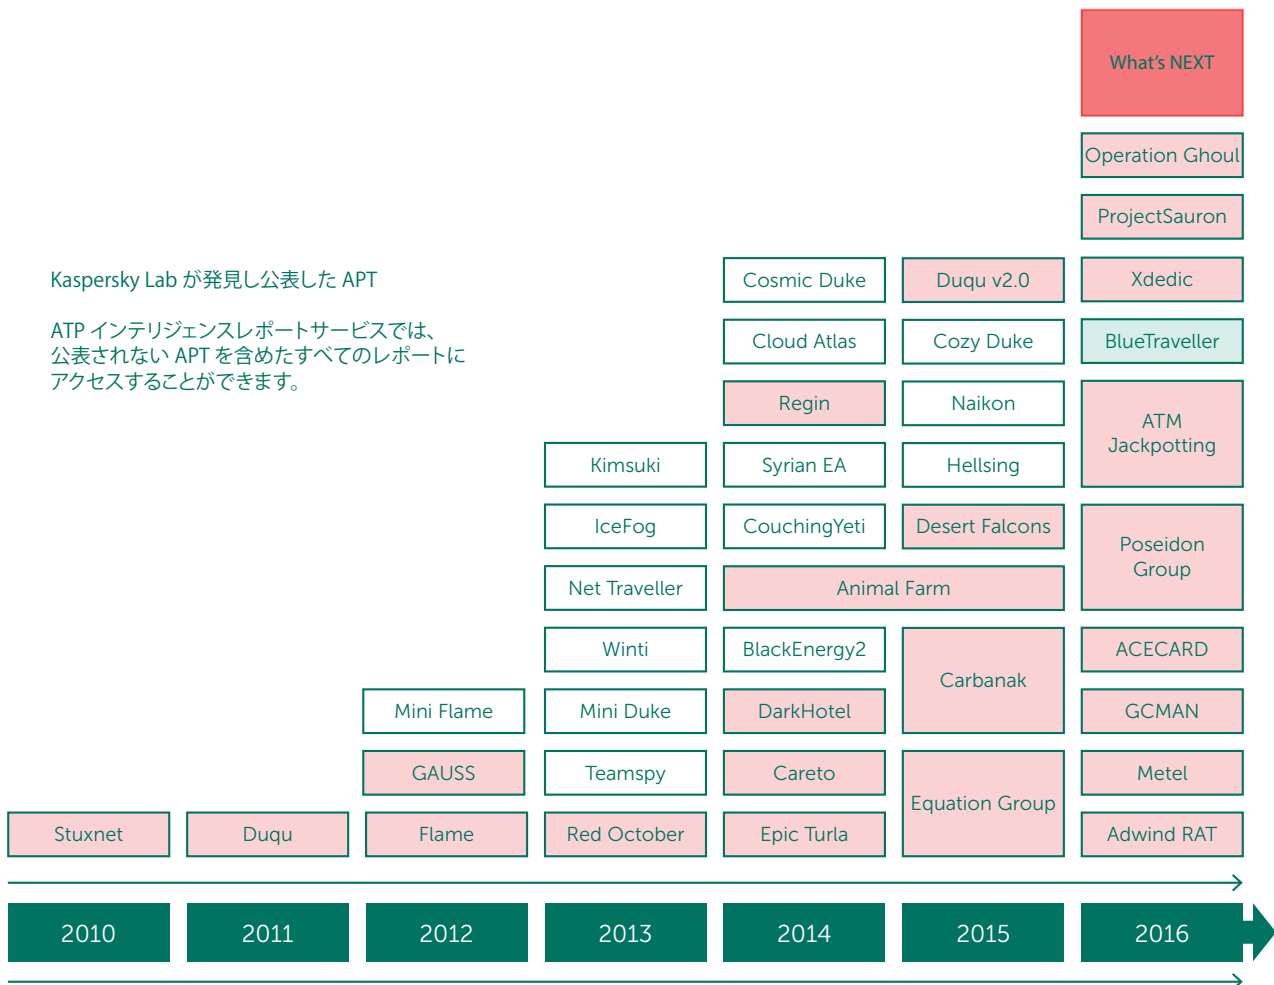 What's NEXT
Operation Ghoul
ProjectSauron
Kaspersky Lab が発見し公表した APT
ATP インテリジェンスレポートサービスでは、
公表されない APT を含めたすべてのレポートに
アクセスすることができます。
Cosmic Duke
Duqu v2.0
Xdedic
Cloud Atlas
Cozy Duke
BlueTraveller
Regin
Naikon
ATM
Jackpotting
Kimsuki
Syrian EA
Hellsing
IceFog
CouchingYeti
Desert Falcons
Poseidon
Group
Net Traveller
Animal Farm
Winti
BlackEnergy2
Carbanak
ACECARD
Mini Flame
Mini Duke
DarkHotel
GCMAN
GAUSS
Teamspy
Careto
Equation Group
Metel
Stuxnet
Duqu
Flame
Red October
Epic Turla
Adwind RAT
2010
2011
2012
2013
2014
2015
2016